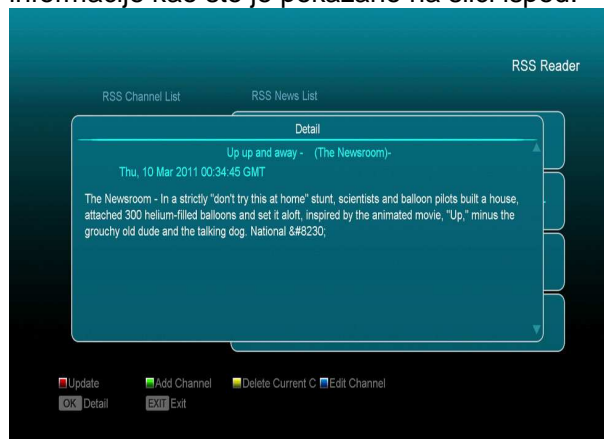 informacije kao što je pokazano na slici ispod.
RSS Reader
RSS Channel List RSS News List
Detail
Up up and away - (The Newsroom)-
Thu, 10 Mar 2011 00:34:45 GMT
The Newsroom - In a strictly "don't try this at home" stunt, scientists and balloon pilots built a house,
attached 300 helium-filled balloons and set it aloft, inspired by the animated movie, "Up," minus the
grouchy old dude and the talking dog. National &#8230;
Update Add Channel Delete Current C Edit Channel
OK Detail EXIT Exit